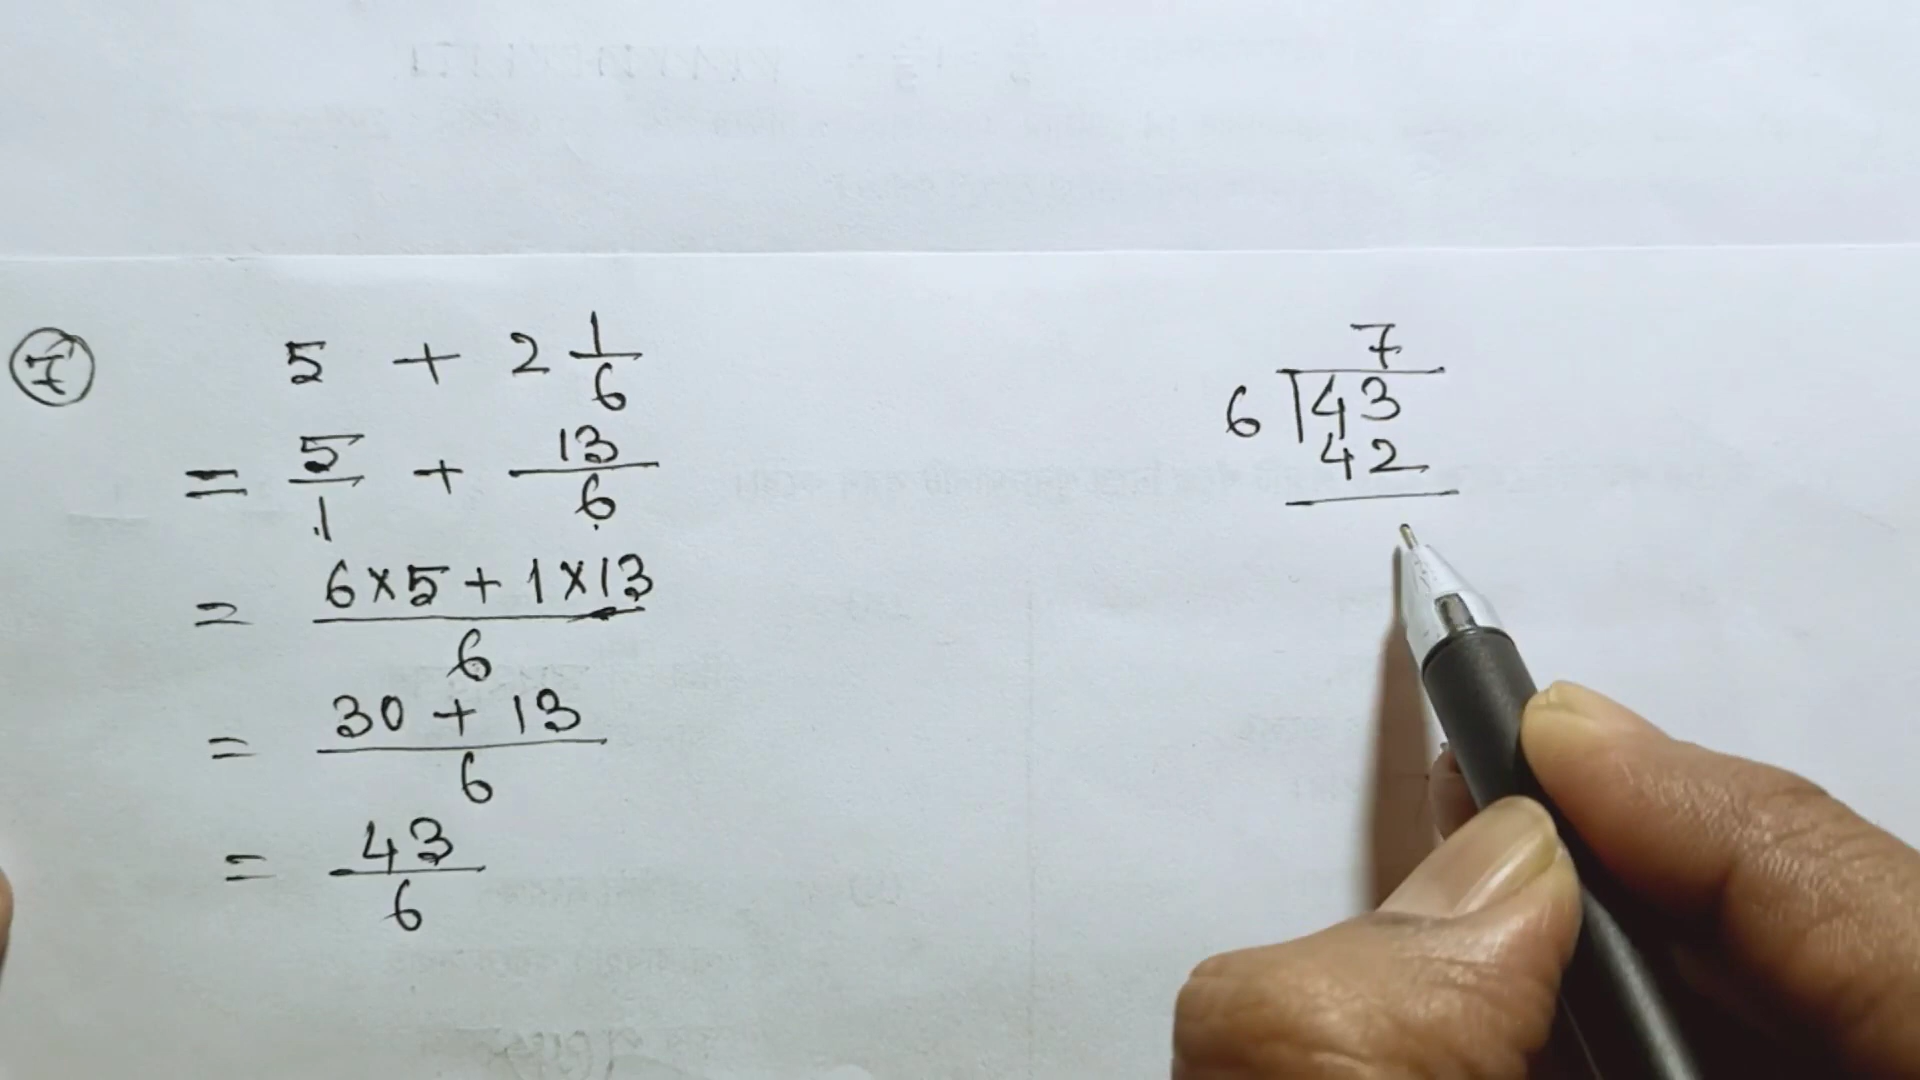 ⑦ 5 + 2 1/6
= 5/1 + 13/6
= (6×5 + 1×13)/6
= (30 + 13)/6
= 43/6
7
6 43
42